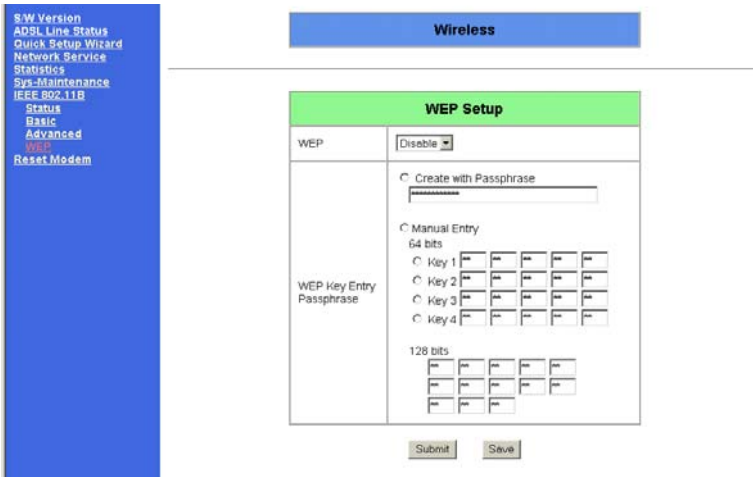 S/W Version
ADSL Line Status
Quick Setup Wizard
Network Service
Statistics
Sys-Maintenance
IEEE 802.11B
Status
Basic
Advanced
WEP
Reset Modem
Wireless
WEP Setup
WEP
Disable
WEP Key Entry
Passphrase
Create with Passphrase
************
Manual Entry
64 bits
Key 1 ** ** ** ** **
Key 2 ** ** ** ** **
Key 3 ** ** ** ** **
Key 4 ** ** ** ** **
128 bits
** ** ** ** **
** ** ** ** **
** ** **
Submit Save